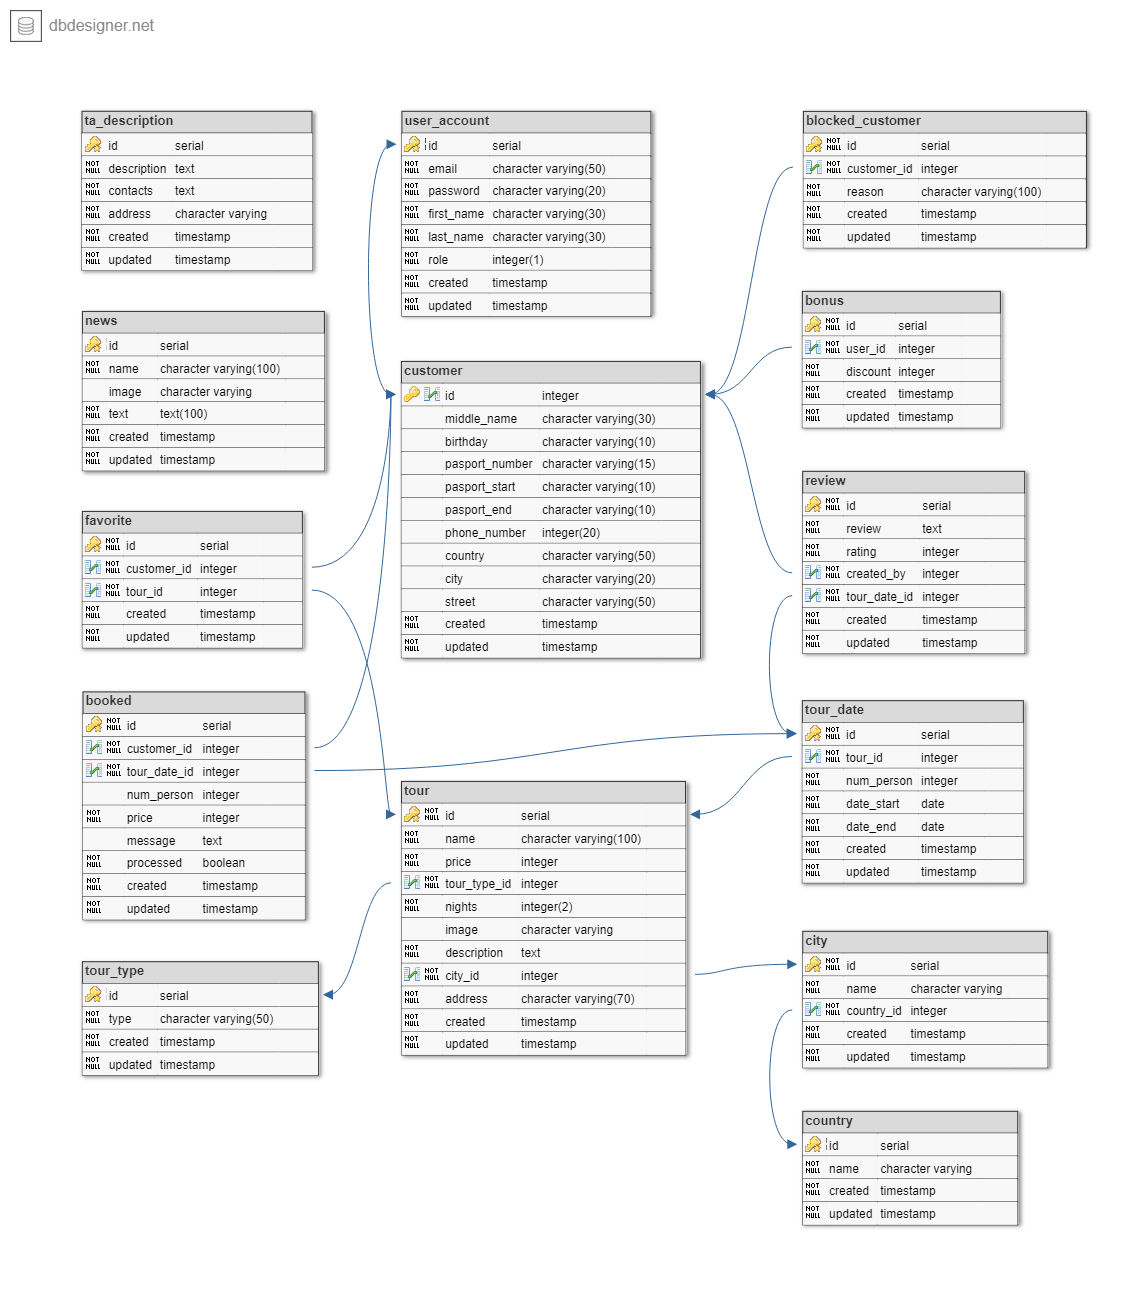 dbdesigner.net
ta_description
id serial
NOT NULL description text
NOT NULL contacts text
NOT NULL address character varying
NOT NULL created timestamp
NOT NULL updated timestamp
news
id serial
NOT NULL name character varying(100)
image character varying
NOT NULL text text(100)
NOT NULL created timestamp
NOT NULL updated timestamp
favorite
NOT NULL id serial
NOT NULL customer_id integer
NOT NULL tour_id integer
NOT NULL created timestamp
NOT NULL updated timestamp
booked
NOT NULL id serial
NOT NULL customer_id integer
NOT NULL tour_date_id integer
num_person integer
NOT NULL price integer
message text
NOT NULL processed boolean
NOT NULL created timestamp
NOT NULL updated timestamp
tour_type
id serial
NOT NULL type character varying(50)
NOT NULL created timestamp
NOT NULL updated timestamp
user_account
id serial
NOT NULL email character varying(50)
NOT NULL password character varying(20)
NOT NULL first_name character varying(30)
NOT NULL last_name character varying(30)
NOT NULL role integer(1)
NOT NULL created timestamp
NOT NULL updated timestamp
customer
id integer
middle_name character varying(30)
birthday character varying(10)
pasport_number character varying(15)
pasport_start character varying(10)
pasport_end character varying(10)
phone_number integer(20)
country character varying(50)
city character varying(20)
street character varying(50)
NOT NULL created timestamp
NOT NULL updated timestamp
tour
NOT NULL id serial
NOT NULL name character varying(100)
NOT NULL price integer
NOT NULL tour_type_id integer
NOT NULL nights integer(2)
image character varying
NOT NULL description text
NOT NULL city_id integer
NOT NULL address character varying(70)
NOT NULL created timestamp
NOT NULL updated timestamp
blocked_customer
NOT NULL id serial
NOT NULL customer_id integer
NOT NULL reason character varying(100)
NOT NULL created timestamp
NOT NULL updated timestamp
bonus
NOT NULL id serial
NOT NULL user_id integer
NOT NULL discount integer
NOT NULL created timestamp
NOT NULL updated timestamp
review
NOT NULL id serial
NOT NULL review text
NOT NULL rating integer
NOT NULL created_by integer
NOT NULL tour_date_id integer
NOT NULL created timestamp
NOT NULL updated timestamp
tour_date
NOT NULL id serial
NOT NULL tour_id integer
NOT NULL num_person integer
NOT NULL date_start date
NOT NULL date_end date
NOT NULL created timestamp
NOT NULL updated timestamp
city
NOT NULL id serial
NOT NULL name character varying
NOT NULL country_id integer
NOT NULL created timestamp
NOT NULL updated timestamp
country
id serial
NOT NULL name character varying
NOT NULL created timestamp
NOT NULL updated timestamp